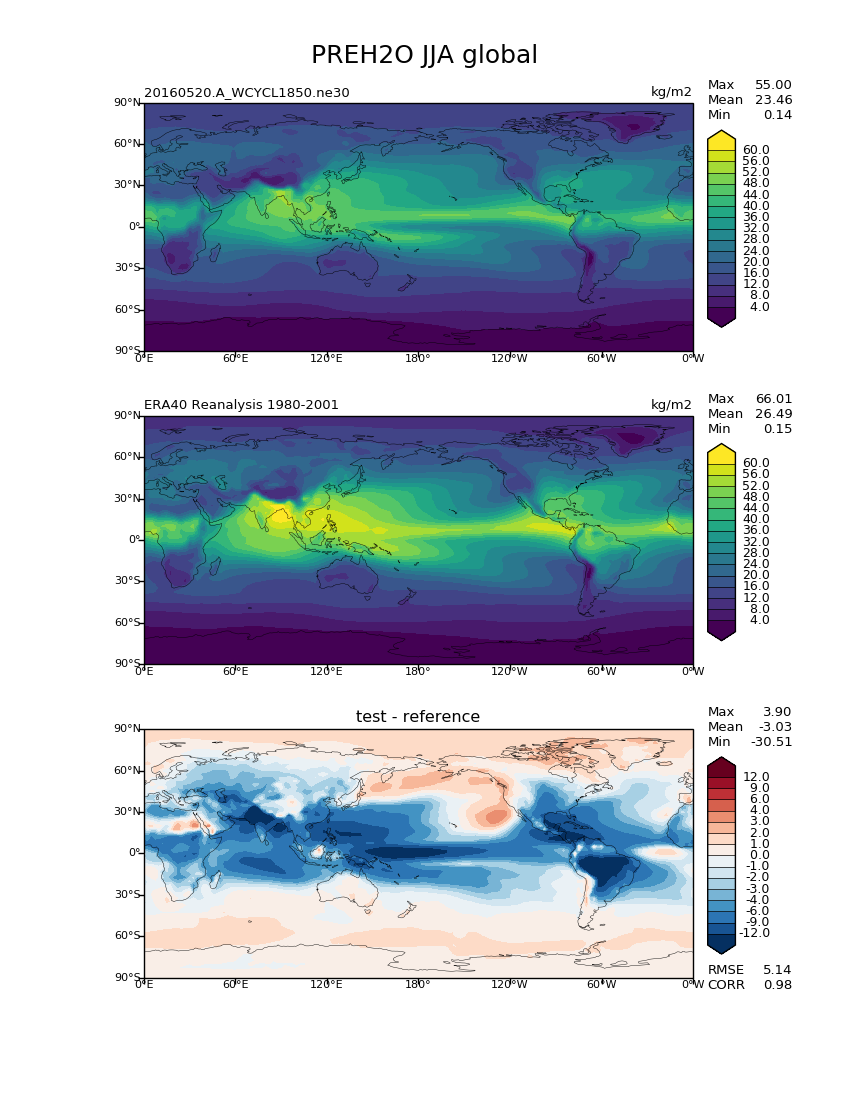 PREH2O JJA global
20160520.A_WCYCL1850.ne30 kg/m2
Max 55.00
Mean 23.46
Min 0.14
90°N
60°N
30°N
0°
30°S
60°S
90°S
0°E 60°E 120°E 180° 120°W 60°W 0°W
60.0
56.0
52.0
48.0
44.0
40.0
36.0
32.0
28.0
24.0
20.0
16.0
12.0
8.0
4.0
ERA40 Reanalysis 1980-2001 kg/m2
Max 66.01
Mean 26.49
Min 0.15
90°N
60°N
30°N
0°
30°S
60°S
90°S
0°E 60°E 120°E 180° 120°W 60°W 0°W
60.0
56.0
52.0
48.0
44.0
40.0
36.0
32.0
28.0
24.0
20.0
16.0
12.0
8.0
4.0
test - reference
Max 3.90
Mean -3.03
Min -30.51
90°N
60°N
30°N
0°
30°S
60°S
90°S
0°E 60°E 120°E 180° 120°W 60°W 0°W
12.0
9.0
6.0
4.0
3.0
2.0
1.0
0.0
-1.0
-2.0
-3.0
-4.0
-6.0
-9.0
-12.0
RMSE 5.14
CORR 0.98